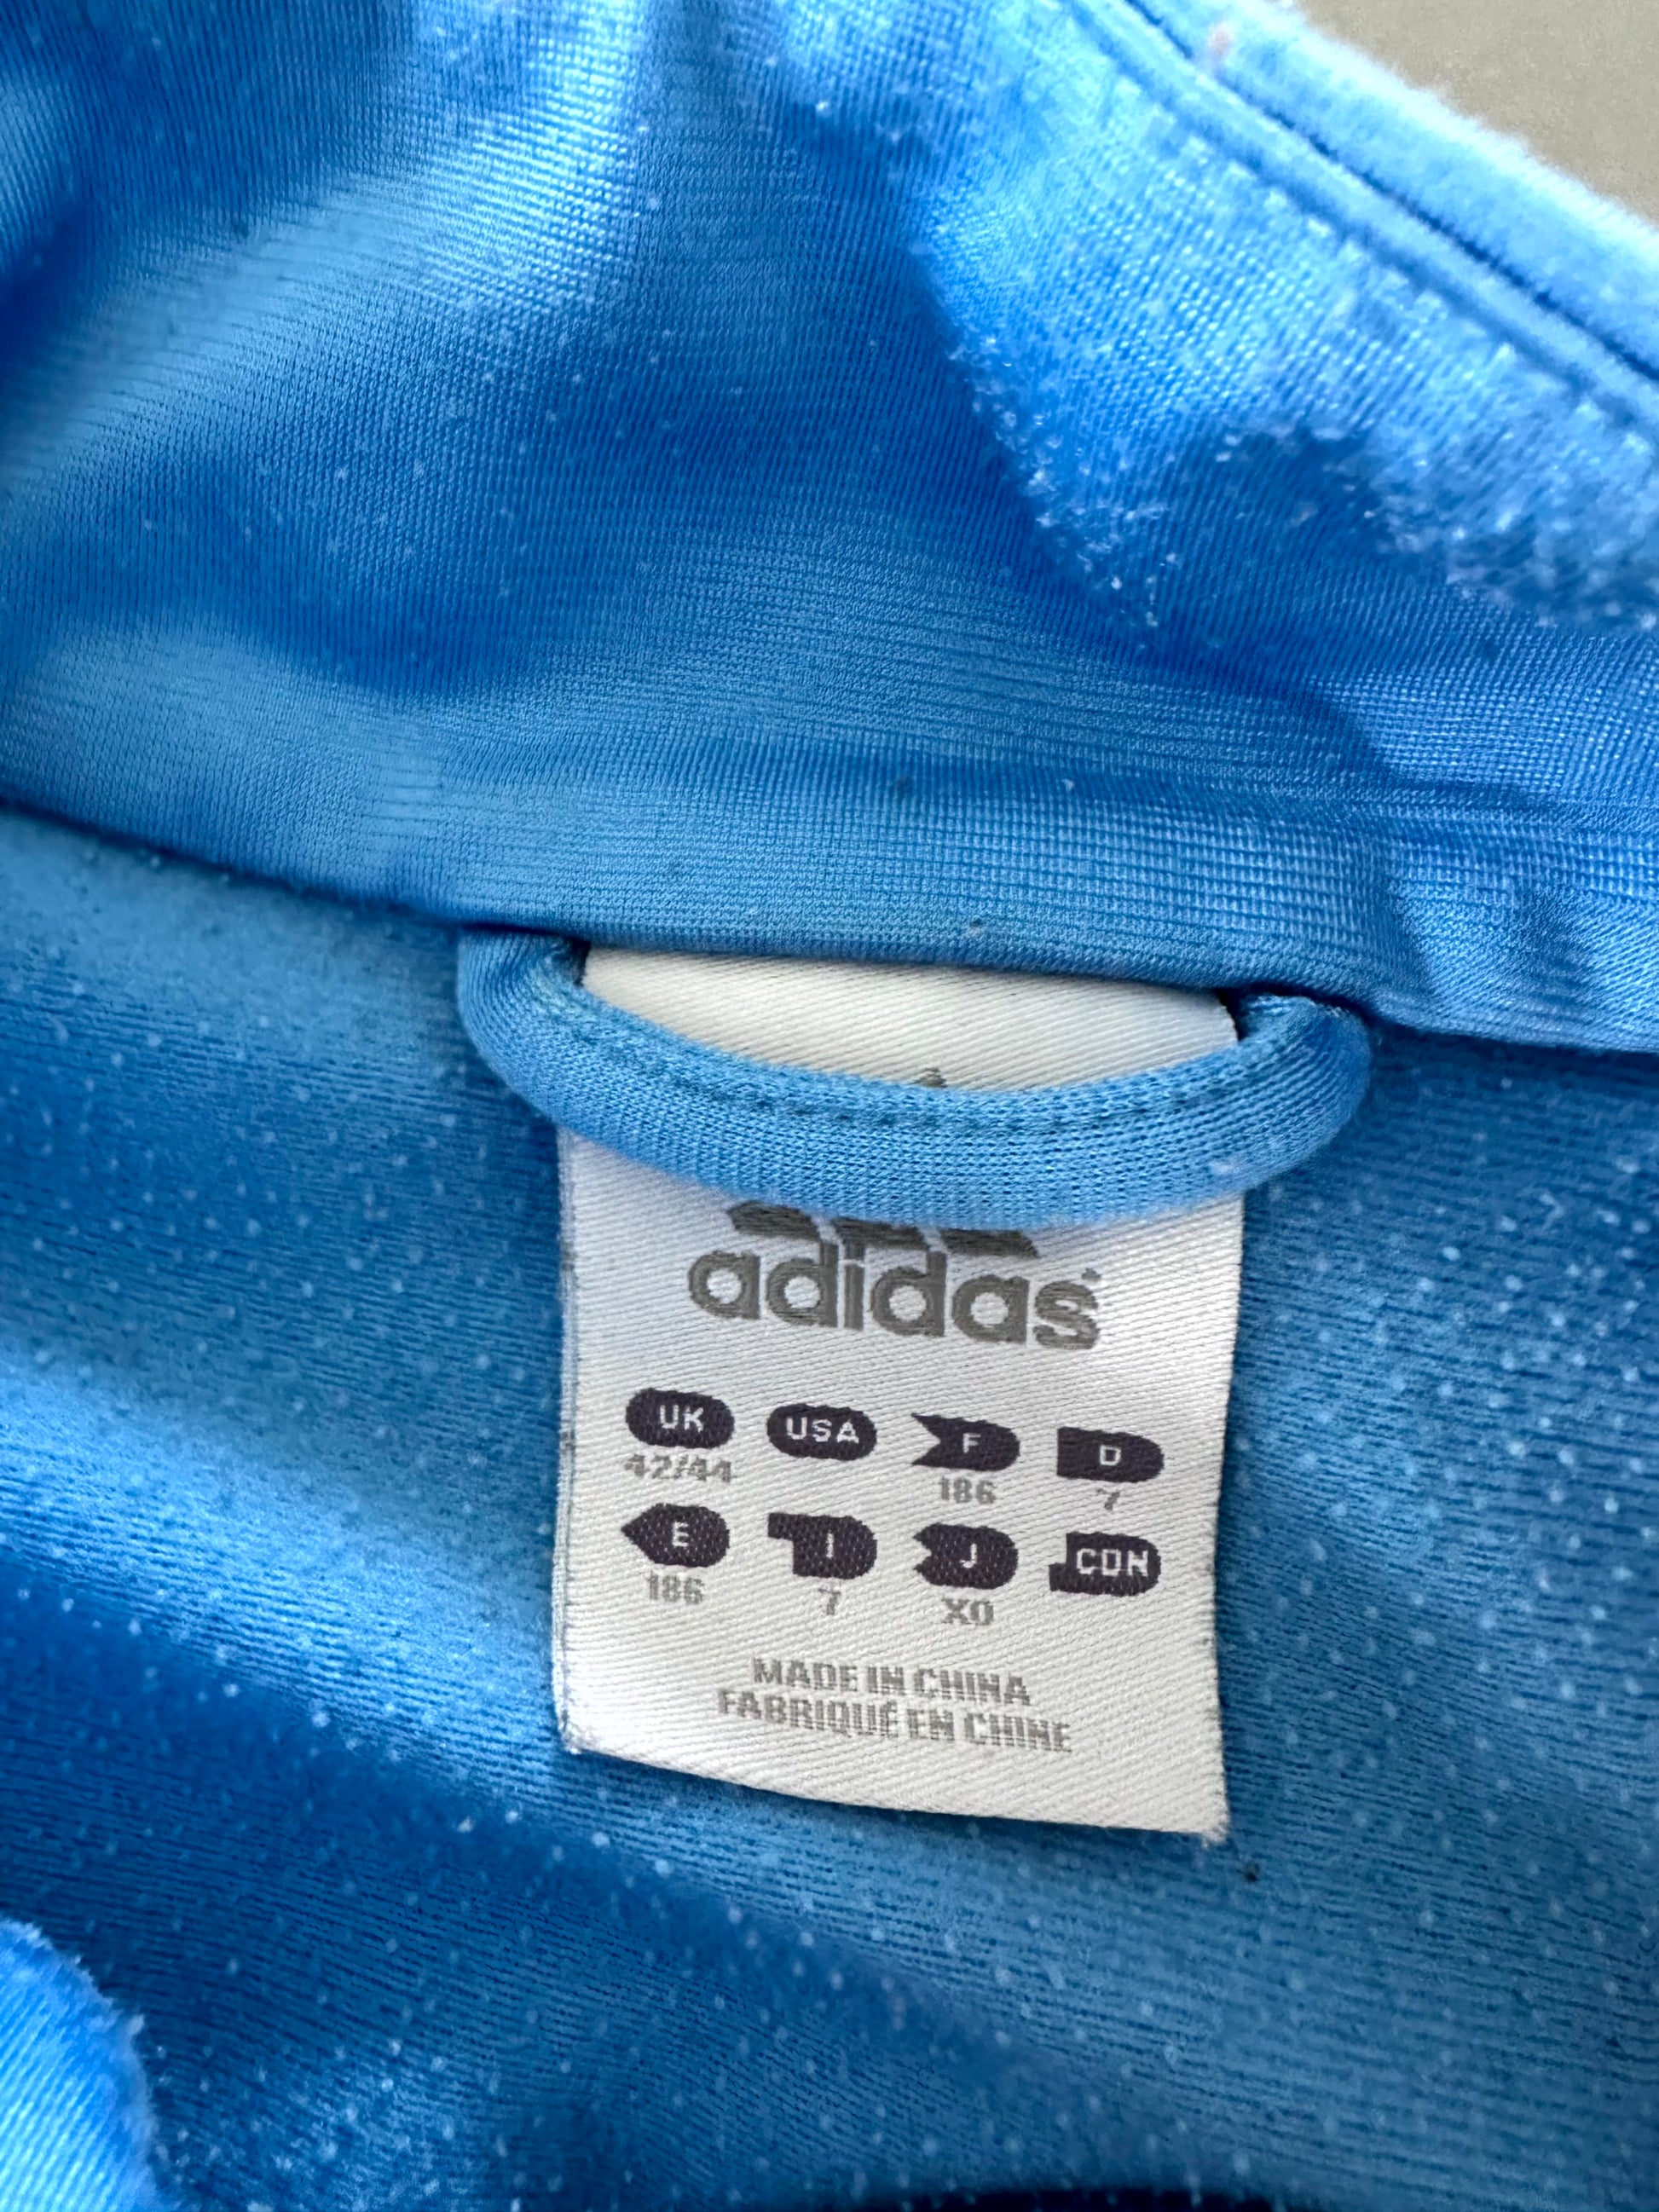 adidas
UK USA F D
42/44 186 7
E I J CDN
186 7 XO
MADE IN CHINA
FABRIQUÉ EN CHINE